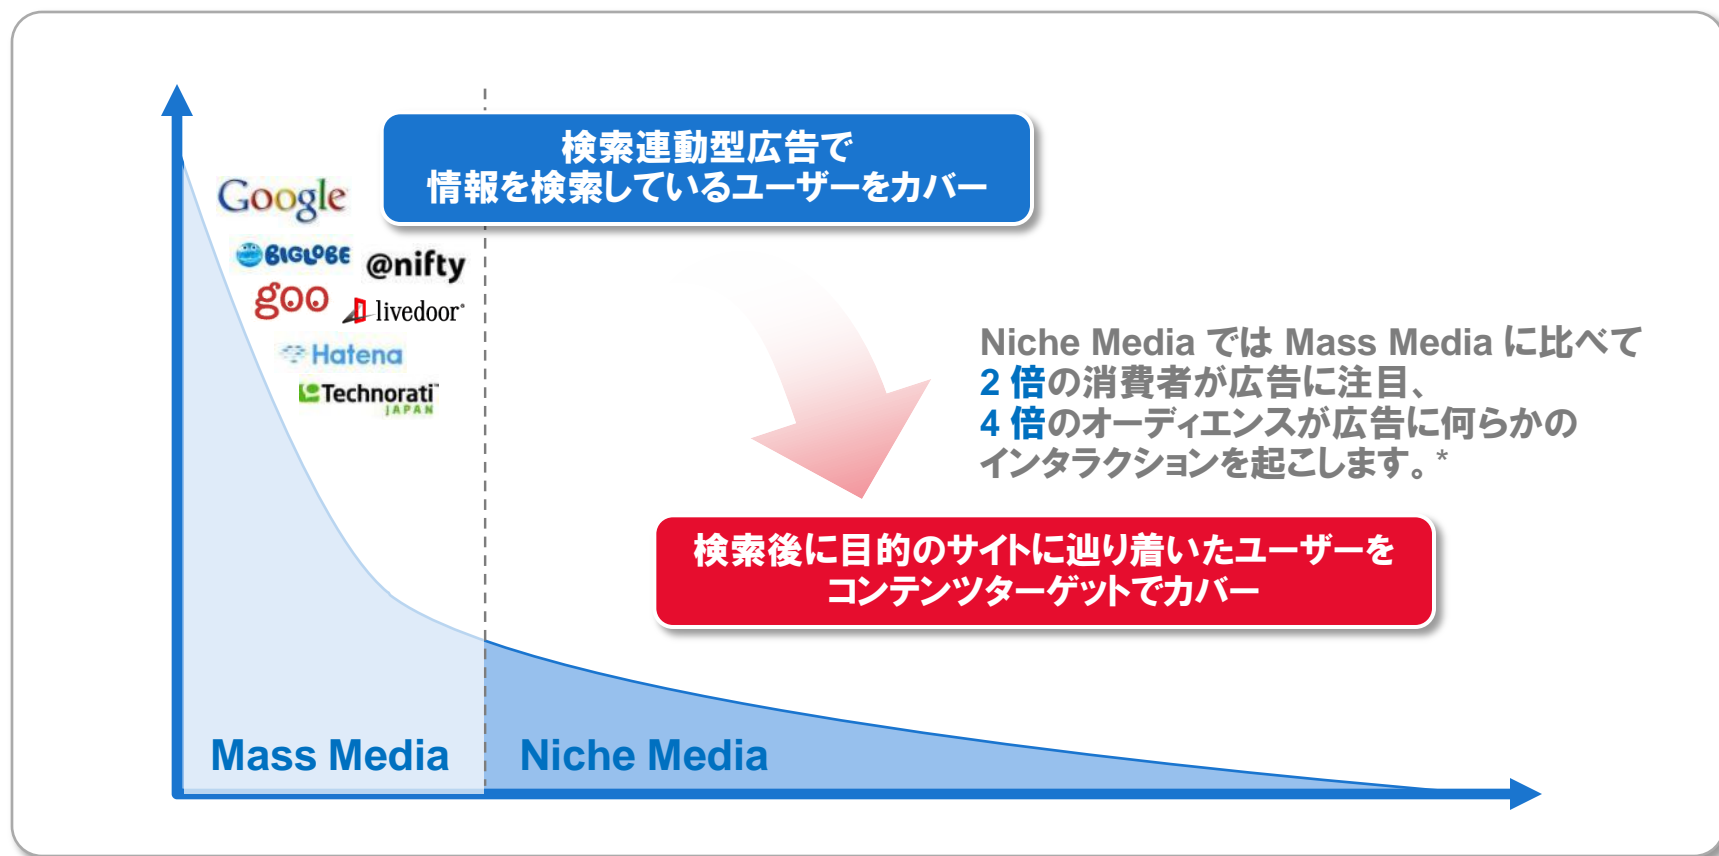 検索連動型広告で
情報を検索しているユーザーをカバー
Google
BIGLOBE
@nifty
goo
livedoor
Hatena
Technorati™
JAPAN
Niche Media では Mass Media に比べて
2 倍の消費者が広告に注目、
4 倍のオーディエンスが広告に何らかの
インタラクションを起こします。*
検索後に目的のサイトに辿り着いたユーザーを
コンテンツターゲットでカバー
Mass Media
Niche Media